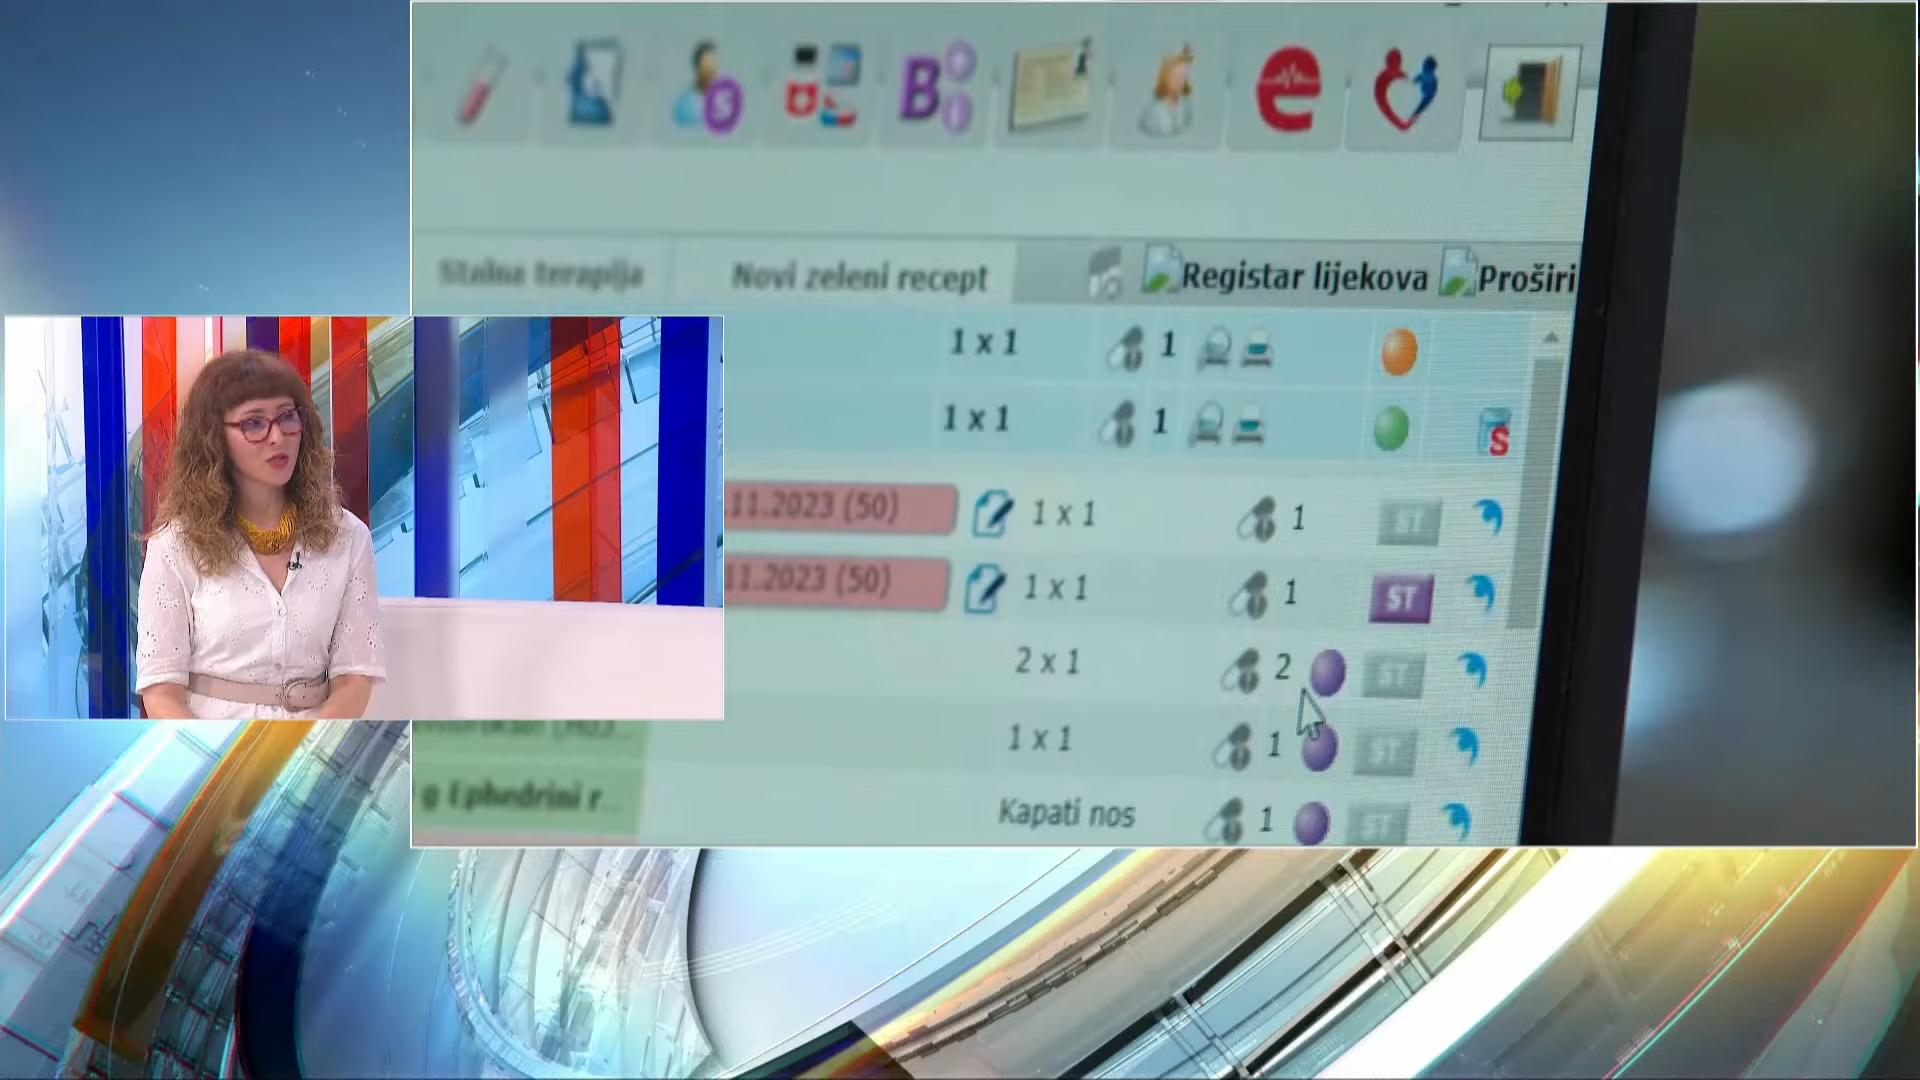 Stalna terapija Novi zeleni recept Registar lijekova Proširi
1 x 1 1
1 x 1 1 S
11.2023 (50) 1 x 1 1 ST
11.2023 (50) 1 x 1 1 ST
2 x 1 2 ST
1 x 1 1 ST
g Ephedrini r... Kapati nos 1 ST